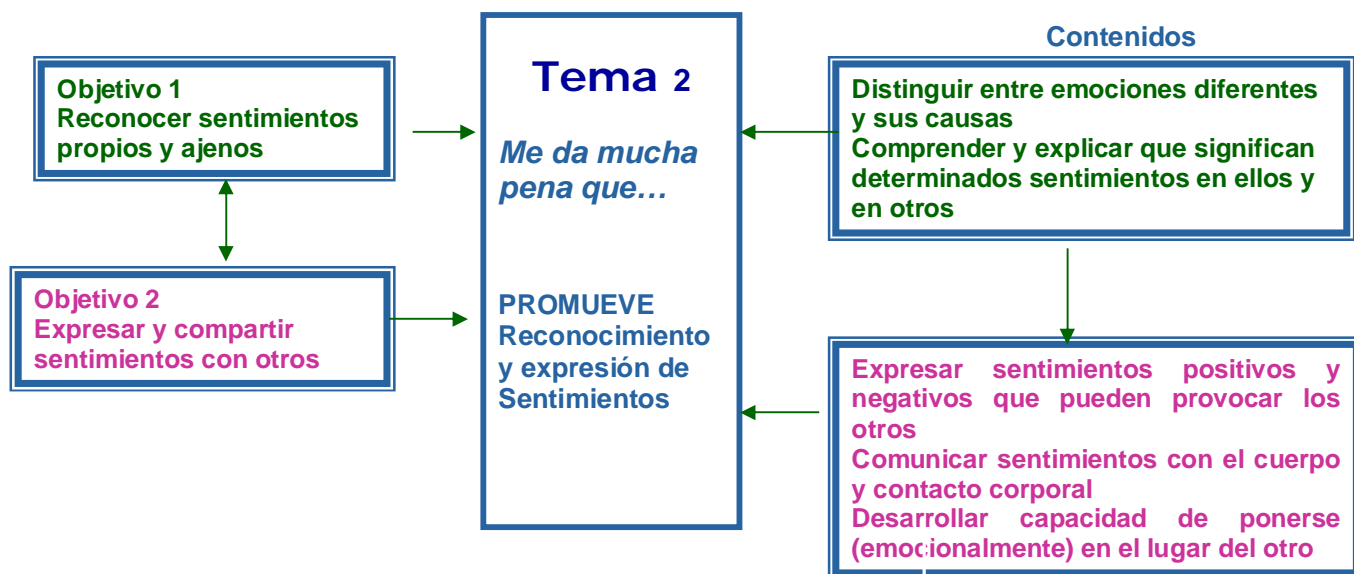 Objetivo 1
Reconocer sentimientos
propios y ajenos
Objetivo 2
Expresar y compartir
sentimientos con otros
Tema 2
Me da mucha
pena que…
PROMUEVE
Reconocimiento
y expresión de
Sentimientos
Contenidos
Distinguir entre emociones diferentes
y sus causas
Comprender y explicar que significan
determinados sentimientos en ellos y
en otros
Expresar sentimientos positivos y
negativos que pueden provocar los
otros
Comunicar sentimientos con el cuerpo
y contacto corporal
Desarrollar capacidad de ponerse
(emocionalmente) en el lugar del otro